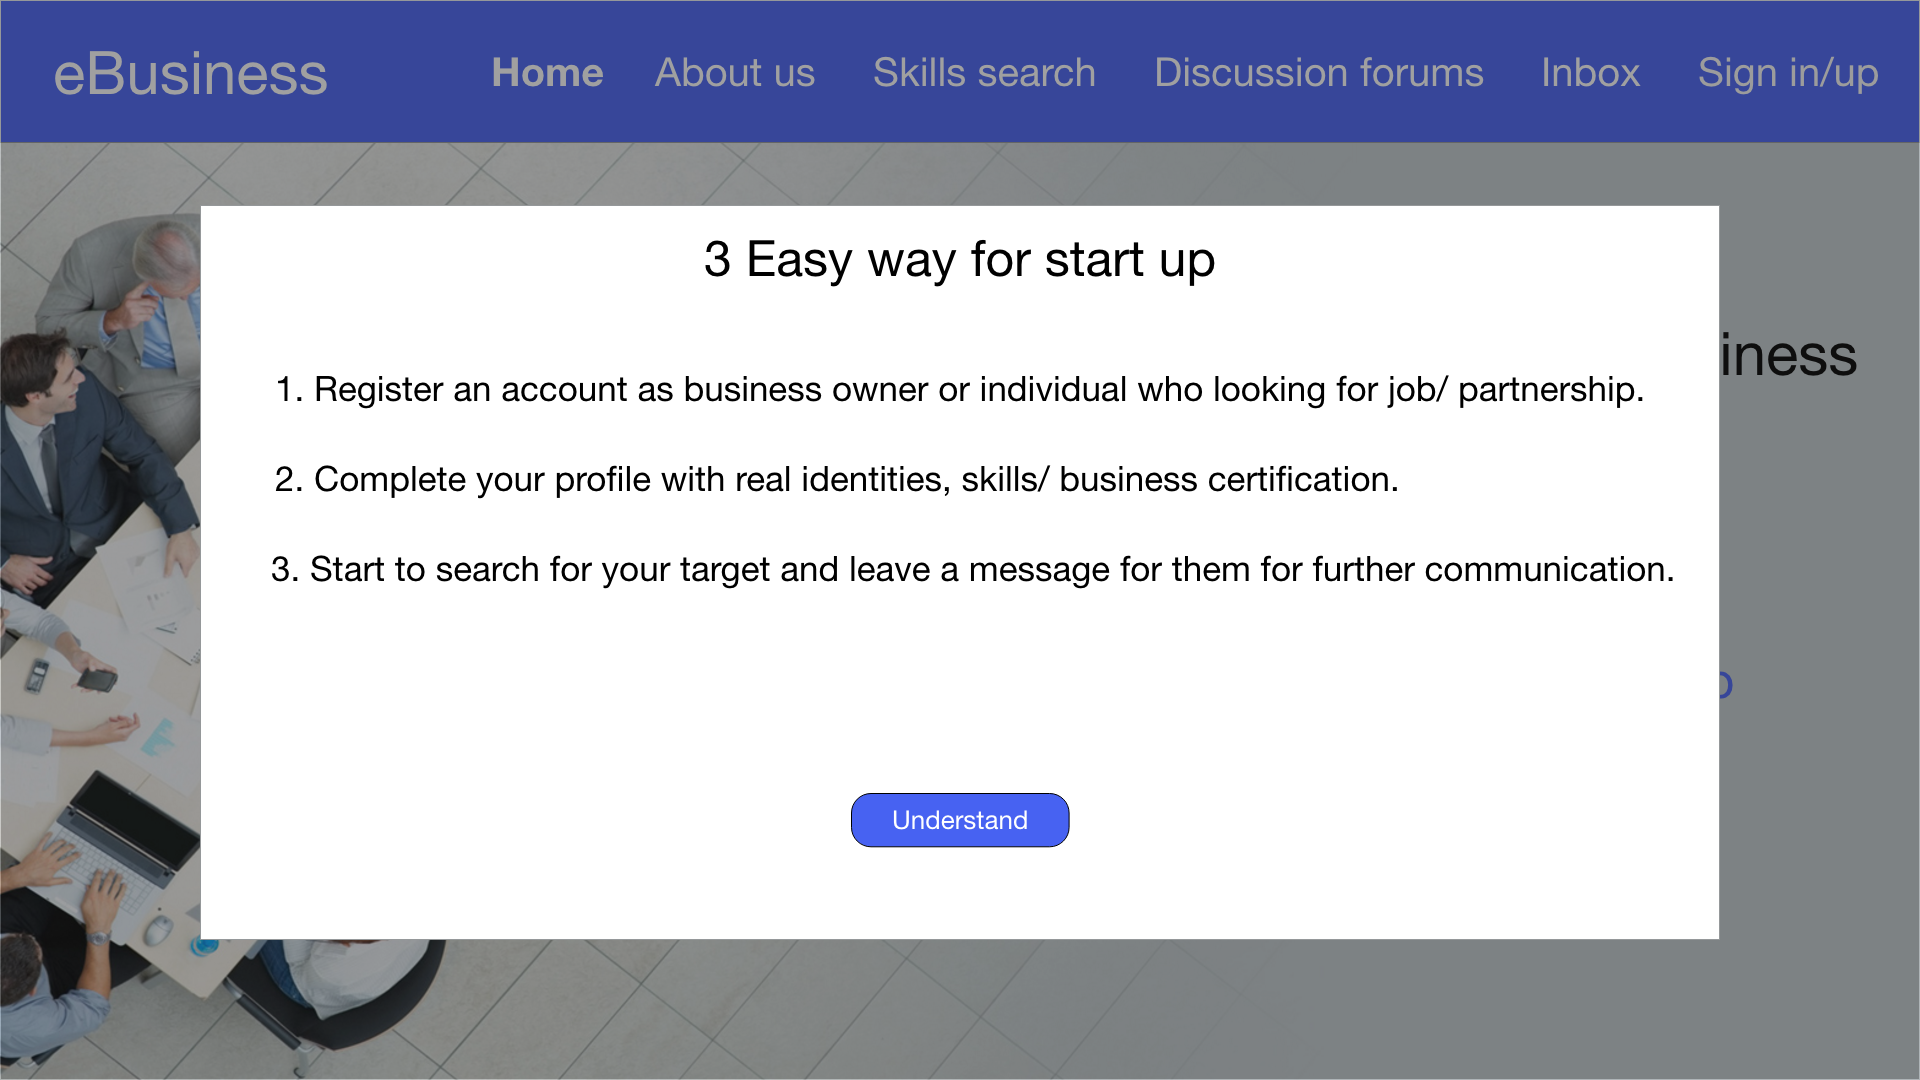 eBusiness
Home
About us
Skills search
Discussion forums
Inbox
Sign in/up
3 Easy way for start up
iness
1. Register an account as business owner or individual who looking for job/ partnership.
2. Complete your profile with real identities, skills/ business certification.
3. Start to search for your target and leave a message for them for further communication.
Understand